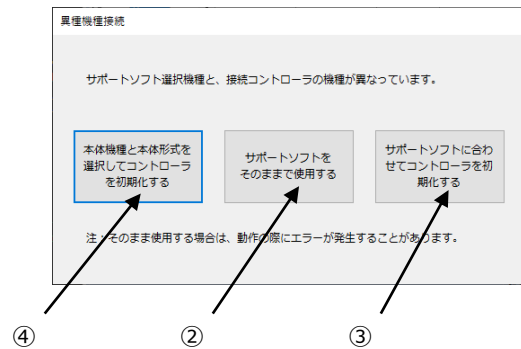 異種機種接続
サポートソフト選択機種と、接続コントローラの機種が異なっています。
本体機種と本体形式を
選択してコントローラ
を初期化する
サポートソフトを
そのままで使用する
サポートソフトに合わ
せてコントローラを初
期化する
注：そのまま使用する場合は、動作の際にエラーが発生することがあります。
④
②
③